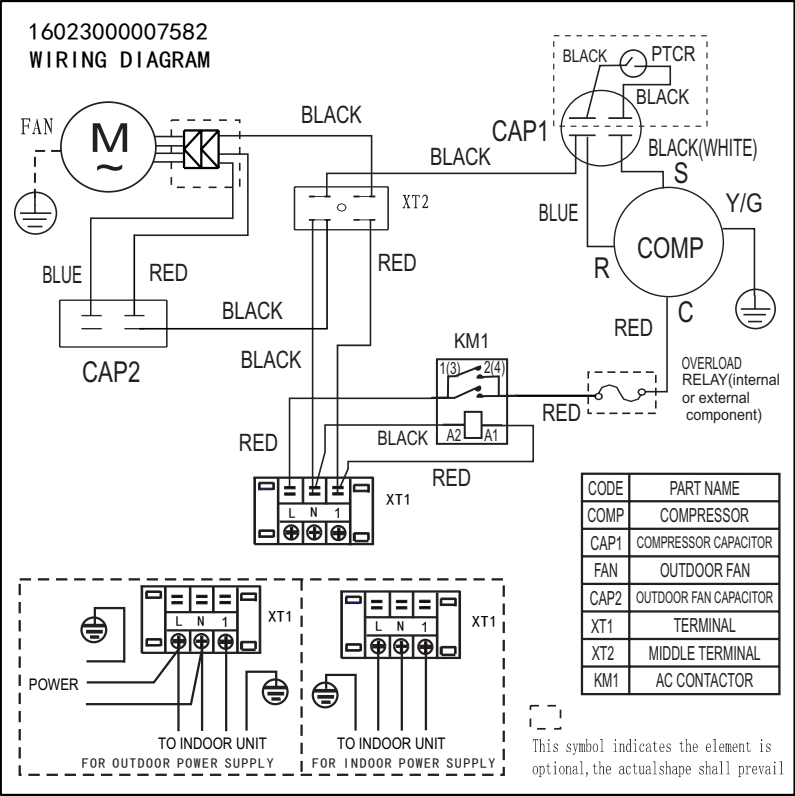 16023000007582
WIRING DIAGRAM
BLACK
PTCR
BLACK
FAN
M
~
BLACK
CAP1
BLACK
BLACK(WHITE)
S
XT2
BLUE
Y/G
COMP
R
BLUE
RED
RED
C
BLACK
RED
CAP2
BLACK
KM1
1(3)
2(4)
OVERLOAD
RELAY(internal
or external
component)
RED
RED
BLACK
A2
A1
RED
XT1
L N 1
CODE PART NAME
COMP COMPRESSOR
CAP1 COMPRESSOR CAPACITOR
FAN OUTDOOR FAN
CAP2 OUTDOOR FAN CAPACITOR
XT1 TERMINAL
XT2 MIDDLE TERMINAL
KM1 AC CONTACTOR
XT1
L N 1
POWER
TO INDOOR UNIT
FOR OUTDOOR POWER SUPPLY
XT1
L N 1
TO INDOOR UNIT
FOR INDOOR POWER SUPPLY
This symbol indicates the element is
optional,the actualshape shall prevail